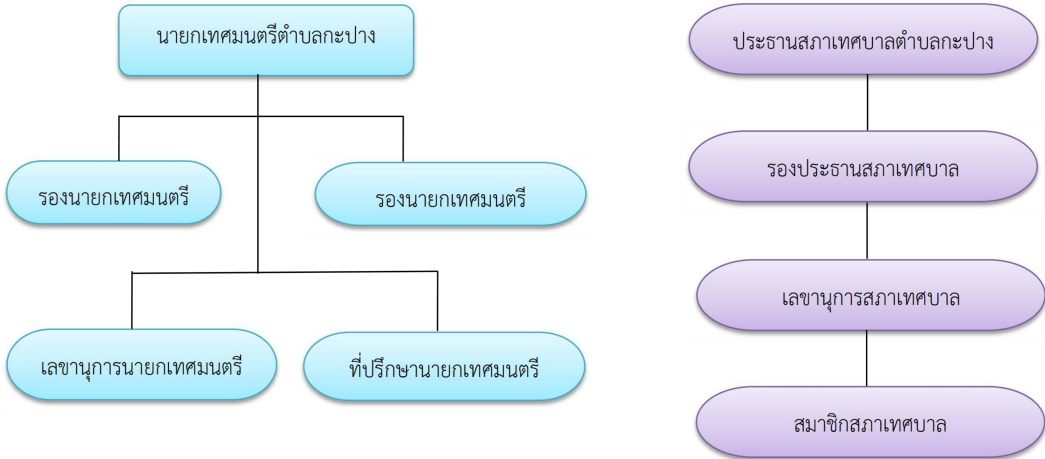 นายกเทศมนตรีตำบลกะปาง
รองนายกเทศมนตรี
รองนายกเทศมนตรี
เลขานุการนายกเทศมนตรี
ที่ปรึกษานายกเทศมนตรี
ประธานสภาเทศบาลตำบลกะปาง
รองประธานสภาเทศบาล
เลขานุการสภาเทศบาล
สมาชิกสภาเทศบาล